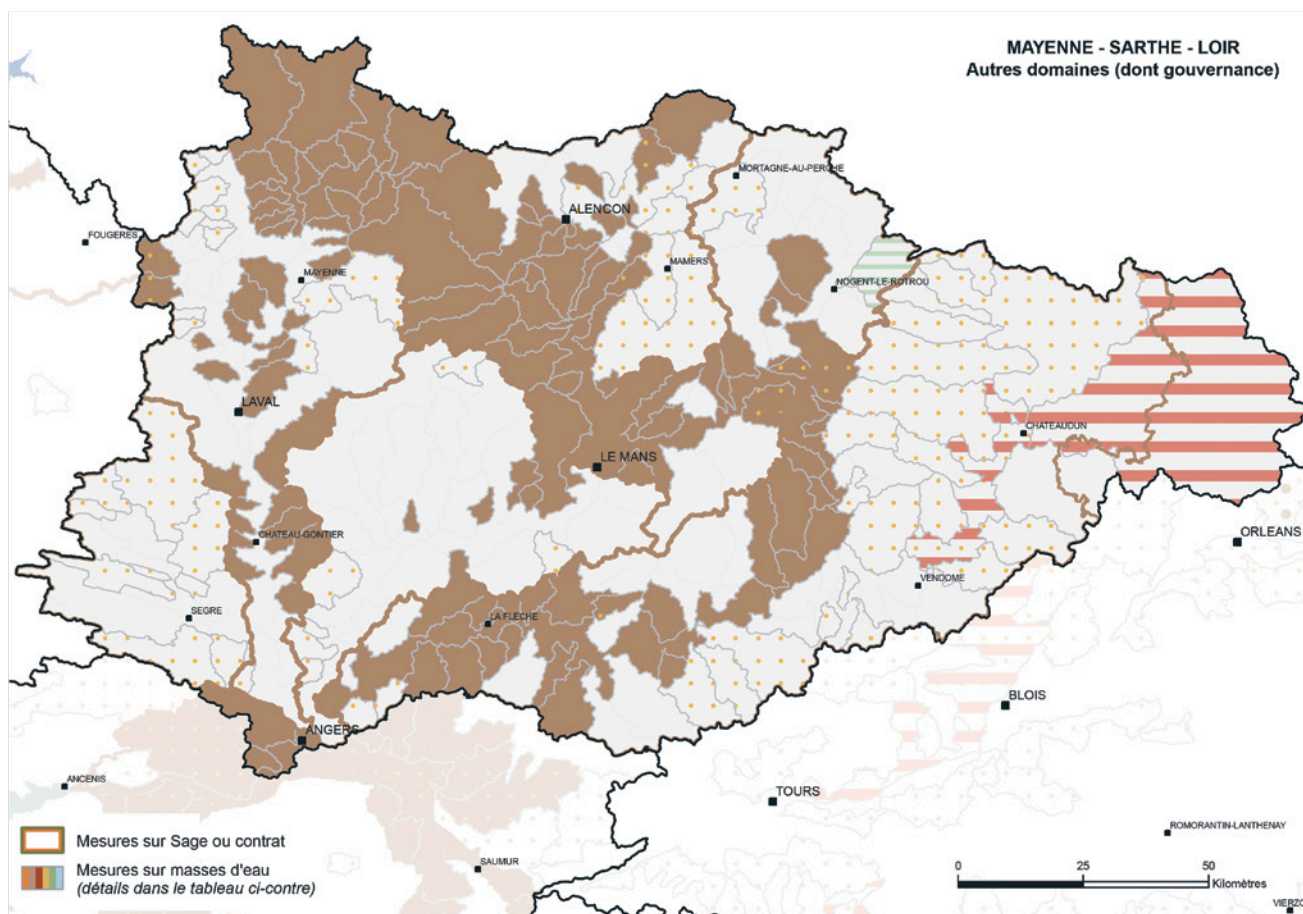 MAYENNE - SARTHE - LOIR
Autres domaines (dont gouvernance)
MORTAGNE-AU-PERCHE
ALENCON
FOUGERES
MAYENNE
MAMERS
NOGENT-LE-ROTROU
LAVAL
CHATEAUDUN
LE MANS
CHATEAU-GONTIER
ORLEANS
VENDOME
SEGRE
LA FLECHE
BLOIS
ANGERS
ANCENIS
TOURS
ROMORANTIN-LANTHENAY
Mesures sur Sage ou contrat
Mesures sur masses d'eau
(détails dans le tableau ci-contre)
SAUMUR
0 25 50
Kilomètres
VIERZO